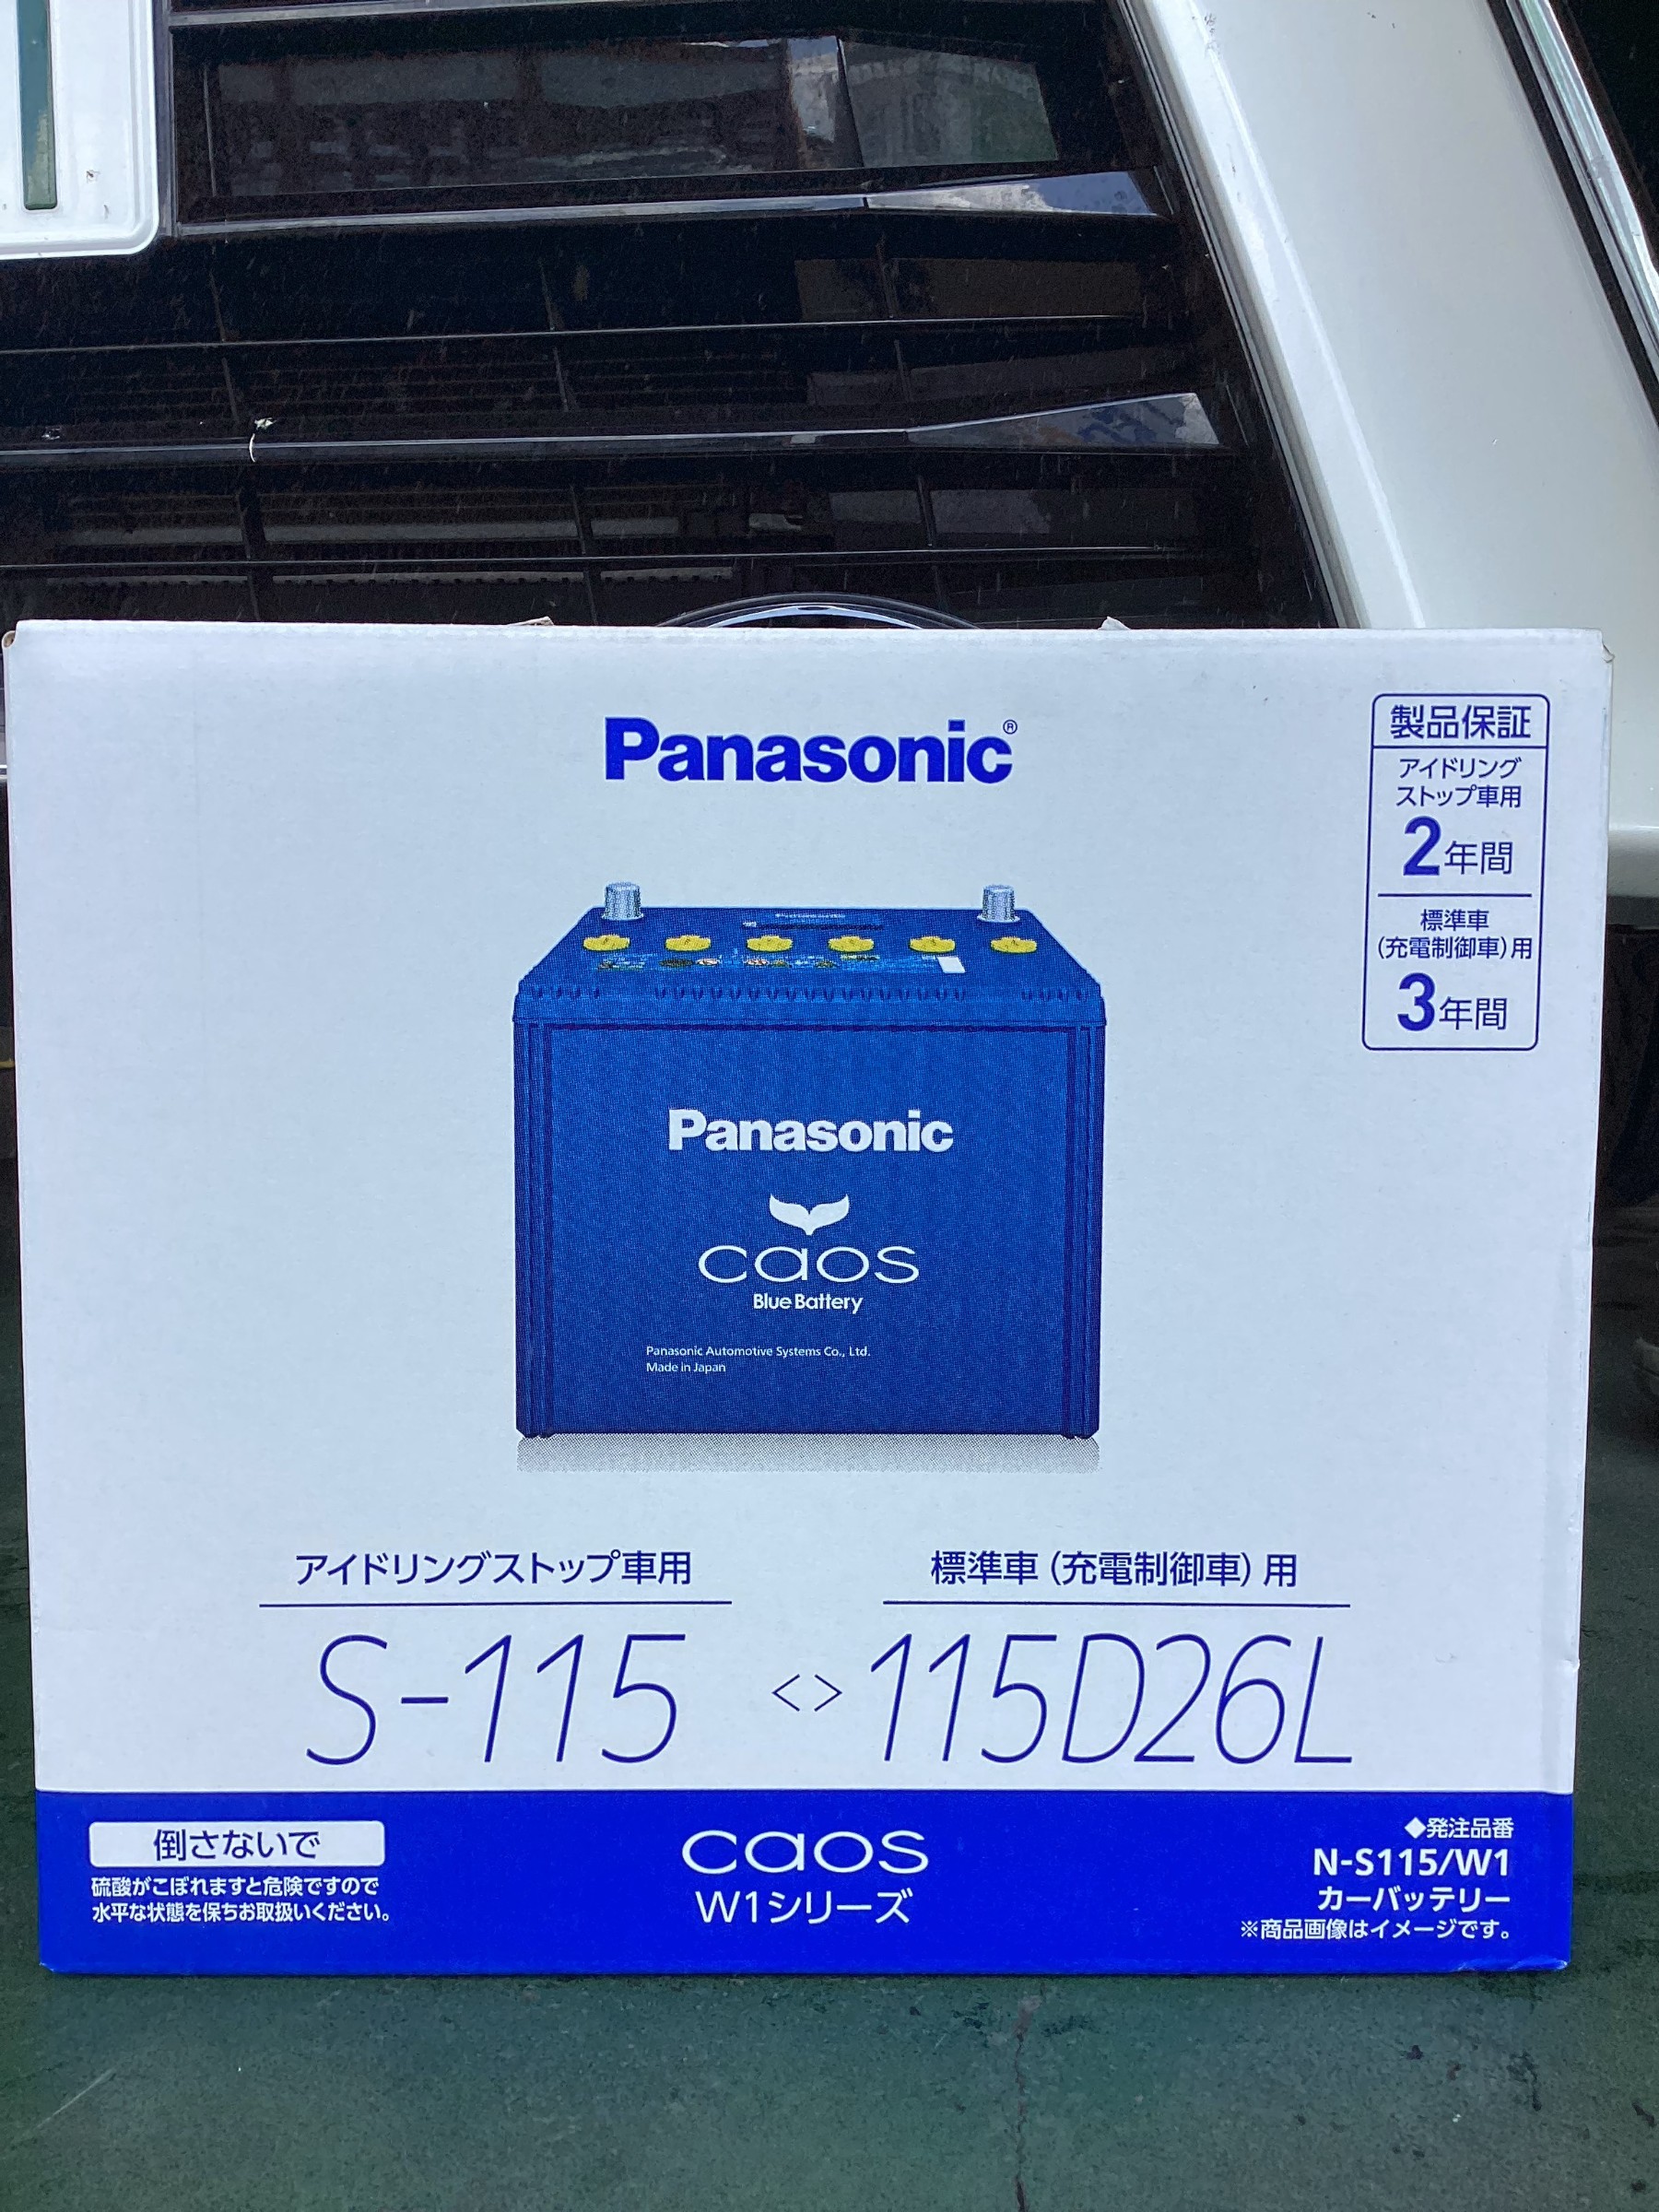 Panasonic®
製品保証
アイドリング
ストップ車用
2年間
標準車
(充電制御車)用
3年間
Panasonic
caos
Blue Battery
Panasonic Automotive Systems Co., Ltd.
Made in Japan
アイドリングストップ車用
S-115
<>
標準車(充電制御車)用
115D26L
倒さないで
硫酸がこぼれますと危険ですので
水平な状態を保ちお取扱いください。
caos
W1シリーズ
◆発注品番
N-S115/W1
カーバッテリー
※商品画像はイメージです。